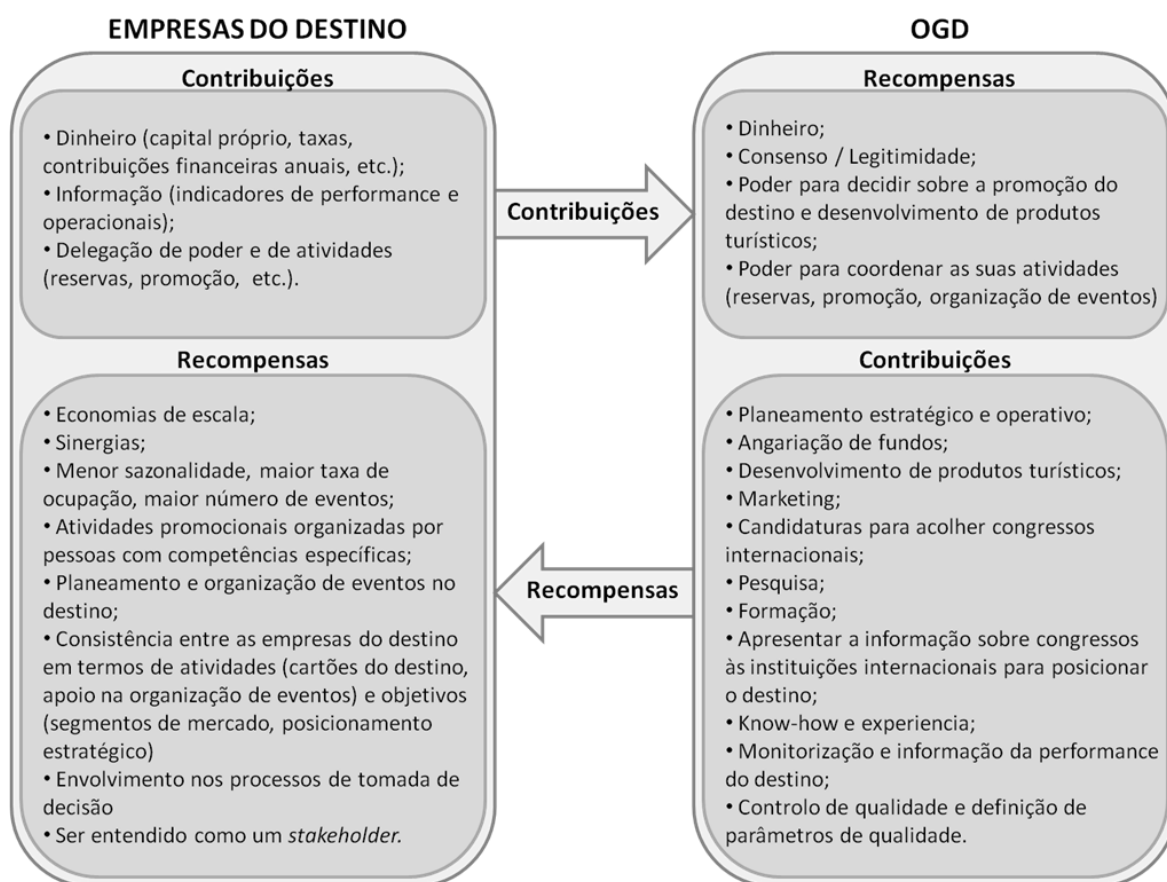 EMPRESAS DO DESTINO
Contribuições
• Dinheiro (capital próprio, taxas,
contribuições financeiras anuais, etc.);
• Informação (indicadores de performance e
operacionais);
• Delegação de poder e de atividades
(reservas, promoção, etc.).
Recompensas
• Economias de escala;
• Sinergias;
• Menor sazonalidade, maior taxa de
ocupação, maior número de eventos;
• Atividades promocionais organizadas por
pessoas com competências específicas;
• Planeamento e organização de eventos no
destino;
• Consistência entre as empresas do destino
em termos de atividades (cartões do destino,
apoio na organização de eventos) e objetivos
(segmentos de mercado, posicionamento
estratégico)
• Envolvimento nos processos de tomada de
decisão
• Ser entendido como um stakeholder.
Contribuições
Recompensas
OGD
Recompensas
• Dinheiro;
• Consenso / Legitimidade;
• Poder para decidir sobre a promoção do
destino e desenvolvimento de produtos
turísticos;
• Poder para coordenar as suas atividades
(reservas, promoção, organização de eventos)
Contribuições
• Planeamento estratégico e operativo;
• Angariação de fundos;
• Desenvolvimento de produtos turísticos;
• Marketing;
• Candidaturas para acolher congressos
internacionais;
• Pesquisa;
• Formação;
• Apresentar a informação sobre congressos
às instituições internacionais para posicionar
o destino;
• Know-how e experiencia;
• Monitorização e informação da performance
do destino;
• Controlo de qualidade e definição de
parâmetros de qualidade.